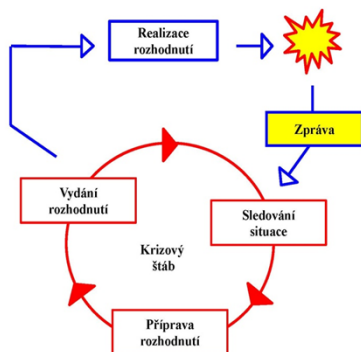 Realizace
rozhodnutí
Zpráva
Vydání
rozhodnutí
Sledování
situace
Krizový
štáb
Příprava
rozhodnutí